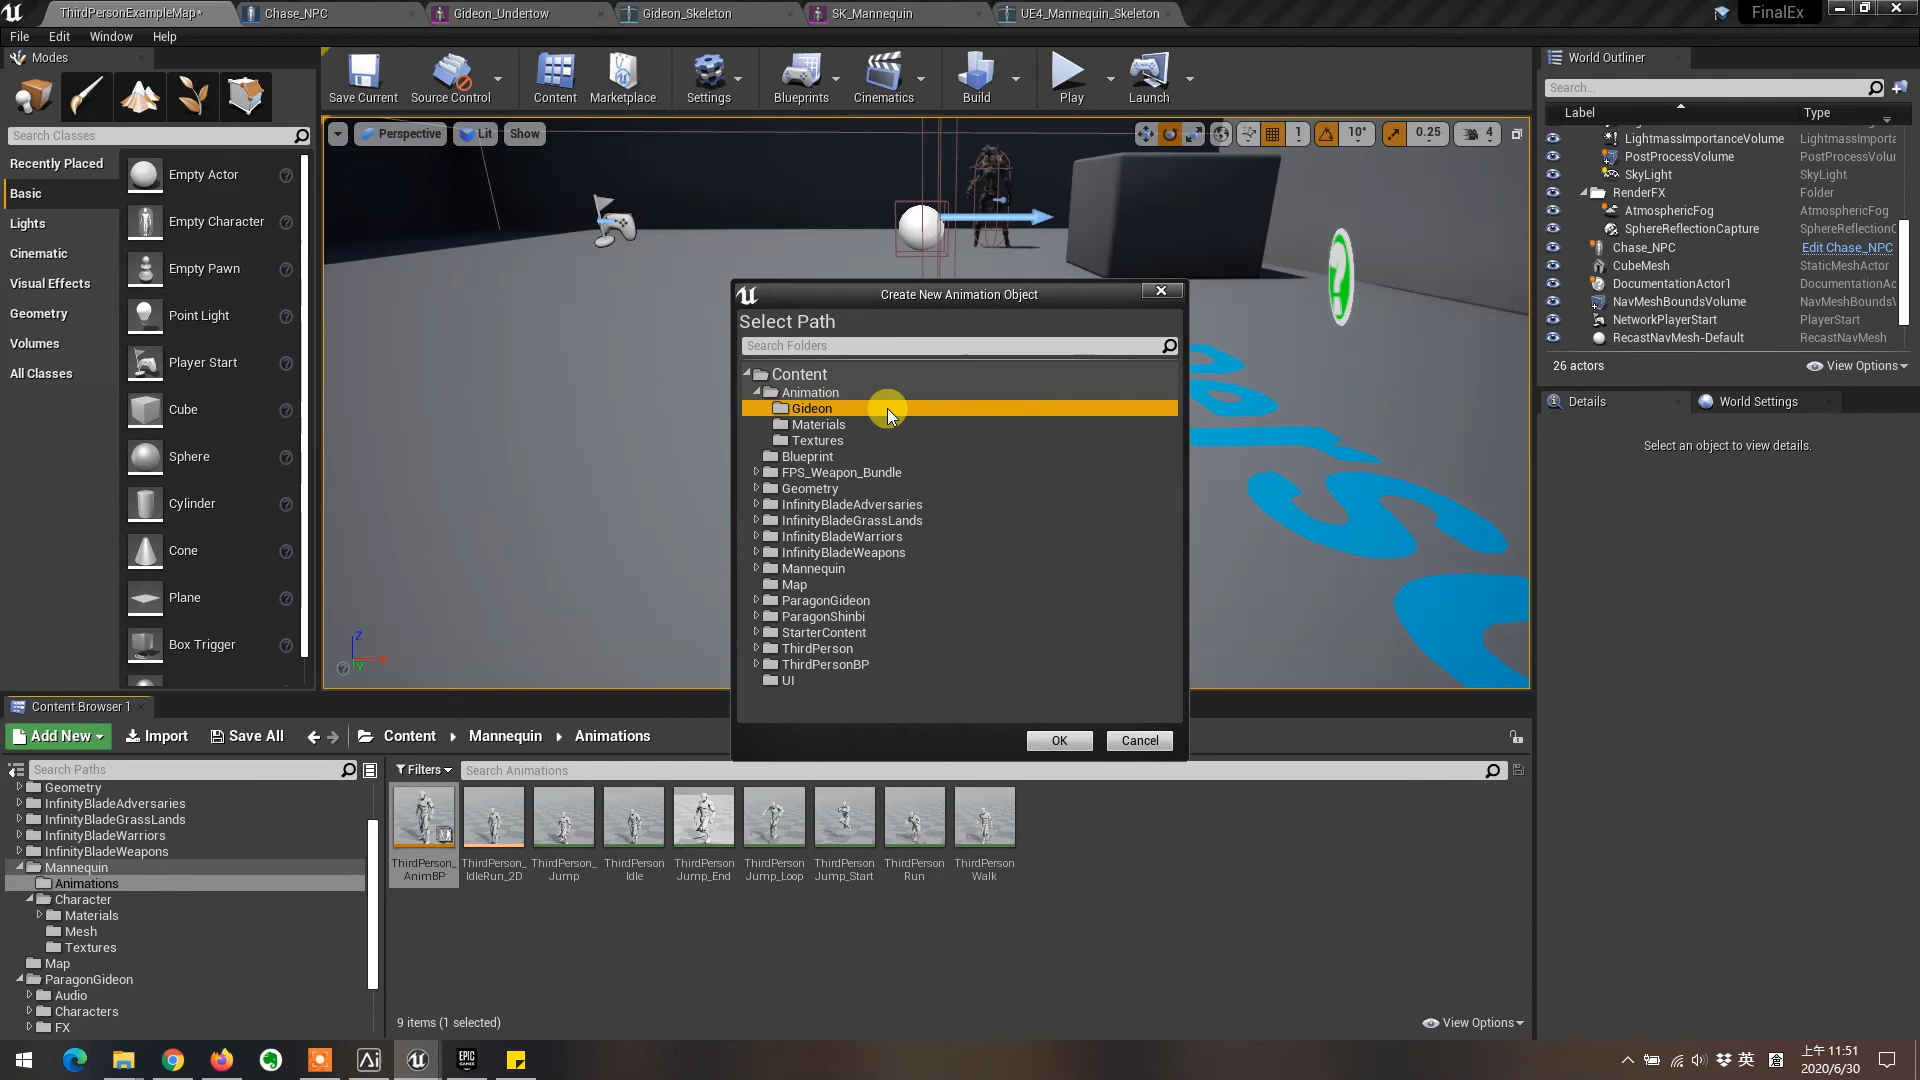 ThirdPersonExampleMap*
Chase_NPC
Gideon_Undertow
Gideon_Skeleton
SK_Mannequin
UE4_Mannequin_Skeleton
FinalEx
File
Edit
Window
Help
Modes
Search Classes
Recently Placed
Basic
Lights
Cinematic
Visual Effects
Geometry
Volumes
All Classes
Empty Actor
Empty Character
Empty Pawn
Point Light
Player Start
Cube
Sphere
Cylinder
Cone
Plane
Box Trigger
Save Current
Source Control
Content
Marketplace
Settings
Blueprints
Cinematics
Build
Play
Launch
Perspective
Lit
Show
1
10°
0.25
4
World Outliner
Search...
Label
Type
LightmassImportanceVolume
LightmassImporta
PostProcessVolume
PostProcessVolu
SkyLight
SkyLight
RenderFX
Folder
AtmosphericFog
AtmosphericFog
SphereReflectionCapture
SphereReflectionC
Chase_NPC
Edit Chase_NPC
CubeMesh
StaticMeshActor
DocumentationActor1
DocumentationAc
NavMeshBoundsVolume
NavMeshBoundsV
NetworkPlayerStart
PlayerStart
RecastNavMesh-Default
RecastNavMesh
26 actors
View Options
Details
World Settings
Select an object to view details.
Create New Animation Object
Select Path
Search Folders
Content
Animation
Gideon
Materials
Textures
Blueprint
FPS_Weapon_Bundle
Geometry
InfinityBladeAdversaries
InfinityBladeGrassLands
InfinityBladeWarriors
InfinityBladeWeapons
Mannequin
Map
ParagonGideon
ParagonShinbi
StarterContent
ThirdPerson
ThirdPersonBP
UI
OK
Cancel
Z
X
Y
Content Browser 1
Add New
Import
Save All
Content
Mannequin
Animations
Search Paths
Geometry
InfinityBladeAdversaries
InfinityBladeGrassLands
InfinityBladeWarriors
InfinityBladeWeapons
Mannequin
Animations
Character
Materials
Mesh
Textures
Map
ParagonGideon
Audio
Characters
FX
Filters
Search Animations
ThirdPerson_
AnimBP
ThirdPerson_
IdleRun_2D
ThirdPerson_
Jump
ThirdPerson
Idle
ThirdPerson
Jump_End
ThirdPerson
Jump_Loop
ThirdPerson
Jump_Start
ThirdPerson
Run
ThirdPerson
Walk
9 items (1 selected)
View Options
英
上午 11:51
2020/6/30